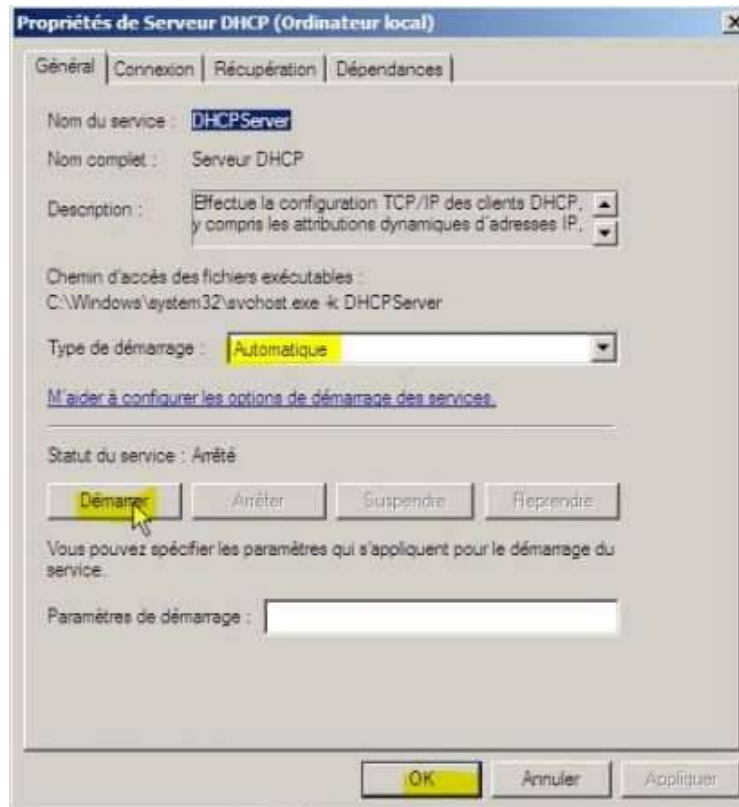 Propriétés de Serveur DHCP (Ordinateur local)
Général
Connexion
Récupération
Dépendances
Nom du service :
DHCPServer
Nom complet :
Serveur DHCP
Description :
Effectue la configuration TCP/IP des clients DHCP,
y compris les attributions dynamiques d'adresses IP,
Chemin d'accès des fichiers exécutables :
C:\Windows\system32\svchost.exe -k DHCPServer
Type de démarrage :
Automatique
M'aider à configurer les options de démarrage des services.
Statut du service : Arrêté
Démarrer
Arrêter
Suspendre
Reprendre
Vous pouvez spécifier les paramètres qui s'appliquent pour le démarrage du
service.
Paramètres de démarrage :
OK
Annuler
Appliquer